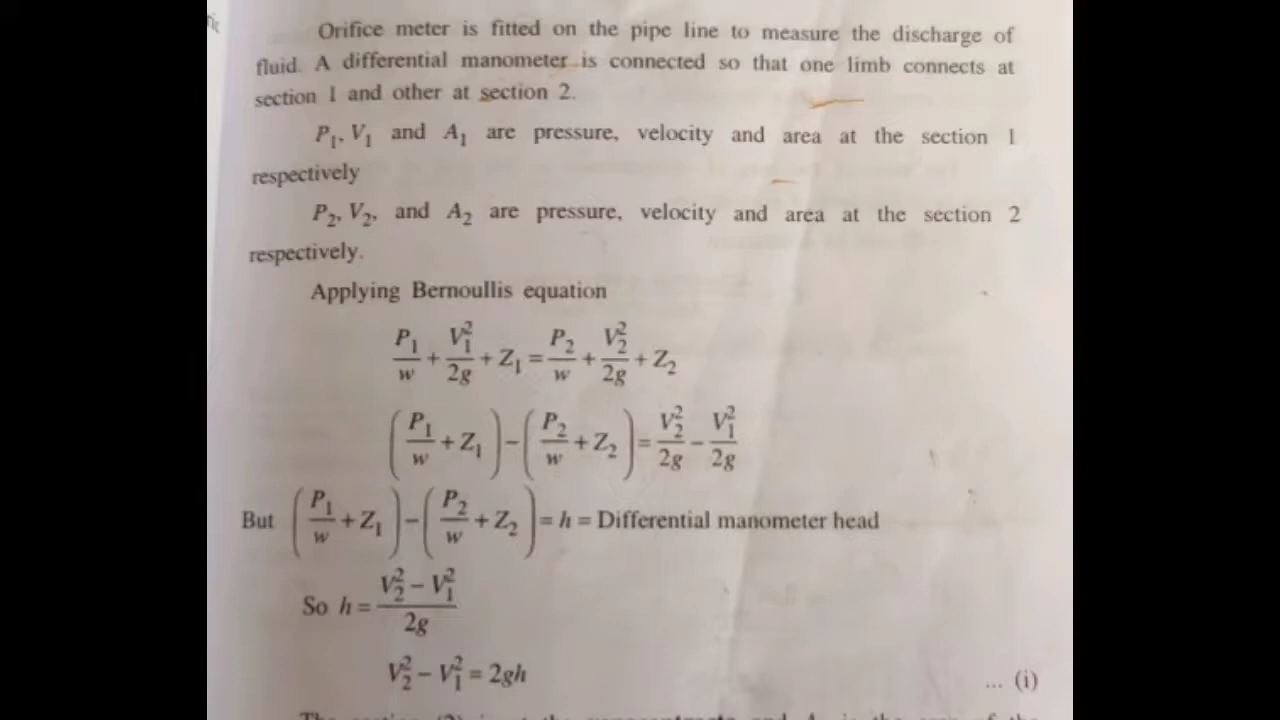 Orifice meter is fitted on the pipe line to measure the discharge of
fluid. A differential manometer is connected so that one limb connects at
section 1 and other at section 2.
P₁, V₁ and A₁ are pressure, velocity and area at the section 1
respectively
P₂, V₂, and A₂ are pressure, velocity and area at the section 2
respectively.
Applying Bernoullis equation
P₁/w + V₁²/2g + Z₁ = P₂/w + V₂²/2g + Z₂
(P₁/w + Z₁) − (P₂/w + Z₂) = V₂²/2g − V₁²/2g
But (P₁/w + Z₁) − (P₂/w + Z₂) = h = Differential manometer head
So h = (V₂² − V₁²)/2g
V₂² − V₁² = 2gh ... (i)